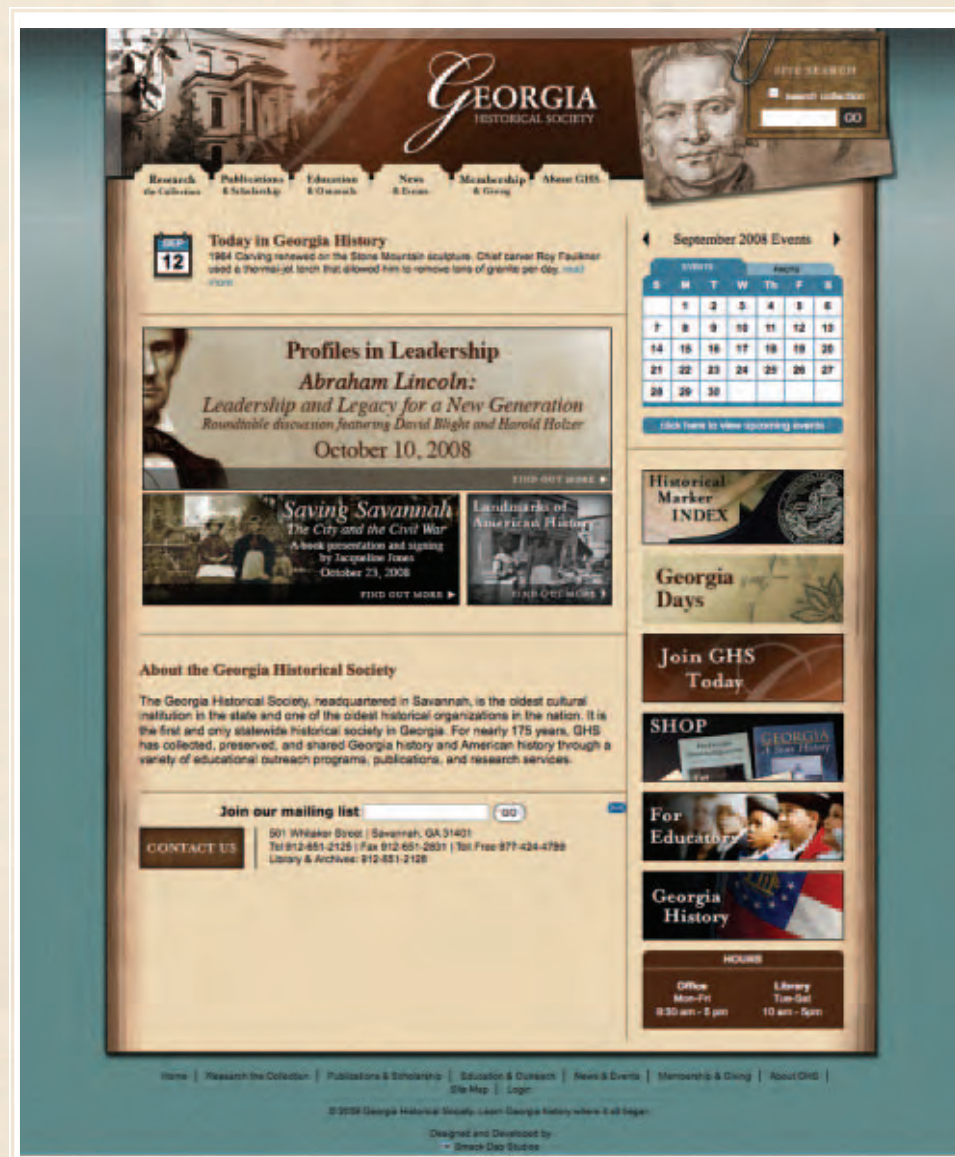 GEORGIA
HISTORICAL SOCIETY
SITE SEARCH
search collection
GO
Research
the Collection
Publications
& Scholarship
Education
& Outreach
News
& Events
Membership
& Giving
About GHS
SEP
12
Today in Georgia History
1964 Carving renewed on the Stone Mountain sculpture. Chief carver Roy Faulkner
used a thermal-jet torch that allowed him to remove tons of granite per day. read
more
September 2008 Events
EVENTS
S M T W Th F S
1 2 3 4 5 6
7 8 9 10 11 12 13
14 15 16 17 18 19 20
21 22 23 24 25 26 27
28 29 30
click here to view upcoming events
Profiles in Leadership
Abraham Lincoln:
Leadership and Legacy for a New Generation
Roundtable discussion featuring David Blight and Harold Holzer
October 10, 2008
FIND OUT MORE
Saving Savannah
The City and the Civil War
A book presentation and signing
by Jacqueline Jones
October 23, 2008
FIND OUT MORE
Landmarks of
American History
FIND OUT MORE
Historical
Marker
INDEX
Georgia
Days
Join GHS
Today
SHOP
GEORGIA
For
Educators
Georgia
History
HOURS
Office
Mon-Fri
8:30 am - 5 pm
Library
Tue-Sat
10 am - 5pm
About the Georgia Historical Society
The Georgia Historical Society, headquartered in Savannah, is the oldest cultural
institution in the state and one of the oldest historical organizations in the nation. It is
the first and only statewide historical society in Georgia. For nearly 175 years, GHS
has collected, preserved, and shared Georgia history and American history through a
variety of educational outreach programs, publications, and research services.
Join our mailing list
GO
CONTACT US
501 Whitaker Street | Savannah, GA 31401
Tel 912-651-2125 | Fax 912-651-2831 | Toll Free 877-424-4789
Library & Archives: 912-651-2128
Home | Research the Collection | Publications & Scholarship | Education & Outreach | News & Events | Membership & Giving | About GHS |
Site Map | Login
© 2008 Georgia Historical Society. Learn Georgia history where it all began.
Designed and Developed by
Smack Dab Studios